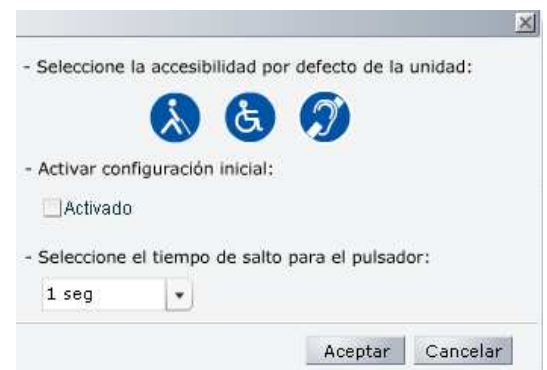 - Seleccione la accesibilidad por defecto de la unidad:
- Activar configuración inicial:
Activado
- Seleccione el tiempo de salto para el pulsador:
1 seg
Aceptar Cancelar